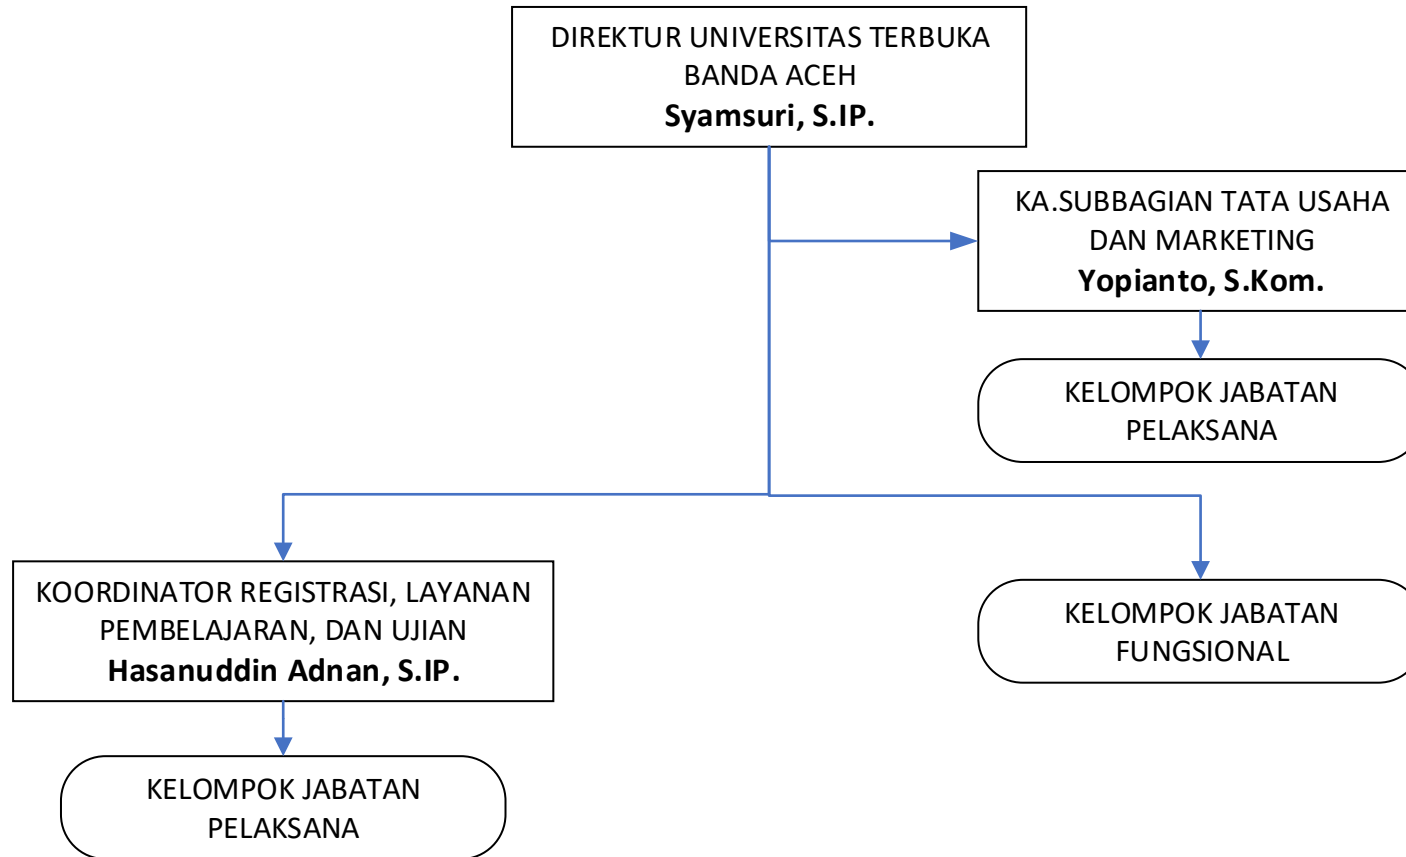 DIREKTUR UNIVERSITAS TERBUKA
BANDA ACEH
Syamsuri, S.IP.
KA.SUBBAGIAN TATA USAHA
DAN MARKETING
Yopianto, S.Kom.
KELOMPOK JABATAN
PELAKSANA
KOORDINATOR REGISTRASI, LAYANAN
PEMBELAJARAN, DAN UJIAN
Hasanuddin Adnan, S.IP.
KELOMPOK JABATAN
FUNGSIONAL
KELOMPOK JABATAN
PELAKSANA